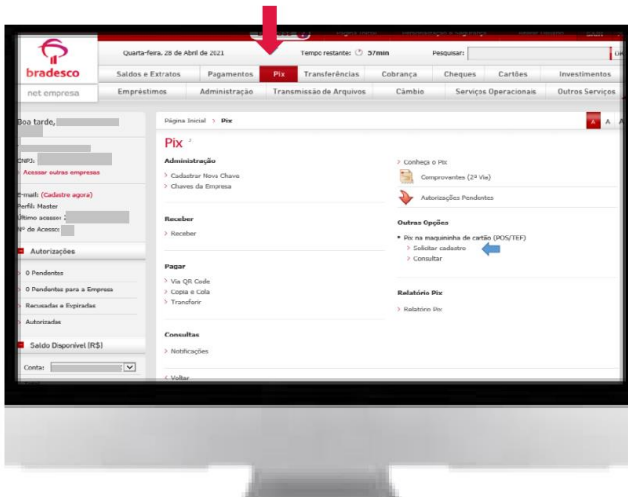 Quarta-feira, 28 de Abril de 2021
Tempo restante: 57min
Pesquisar:
bradesco
net empresa
Saldos e Extratos Pagamentos Pix Transferências Cobrança Cheques Cartões Investimentos
Empréstimos Administração Transmissão de Arquivos Câmbio Serviços Operacionais Outros Serviços
Boa tarde,
CNPJ:
> Acessar outras empresas
E-mail: (Cadastre agora)
Perfil: Master
Último acesso:
Nº de Acesso:
Autorizações
0 Pendentes
0 Pendentes para a Empresa
Recusadas e Expiradas
Autorizadas
Saldo Disponível (R$)
Conta:
Página Inicial > Pix
A A
Pix
Administração
> Cadastrar Nova Chave
> Chaves da Empresa
Receber
> Receber
Pagar
> Via QR Code
> Copia e Cola
> Transferir
Consultas
> Notificações
< Voltar
> Conheça o Pix
Comprovantes (2ª Via)
Autorizações Pendentes
Outras Opções
• Pix na maquininha de cartão (POS/TEF)
> Solicitar cadastro
> Consultar
Relatório Pix
> Relatório Pix